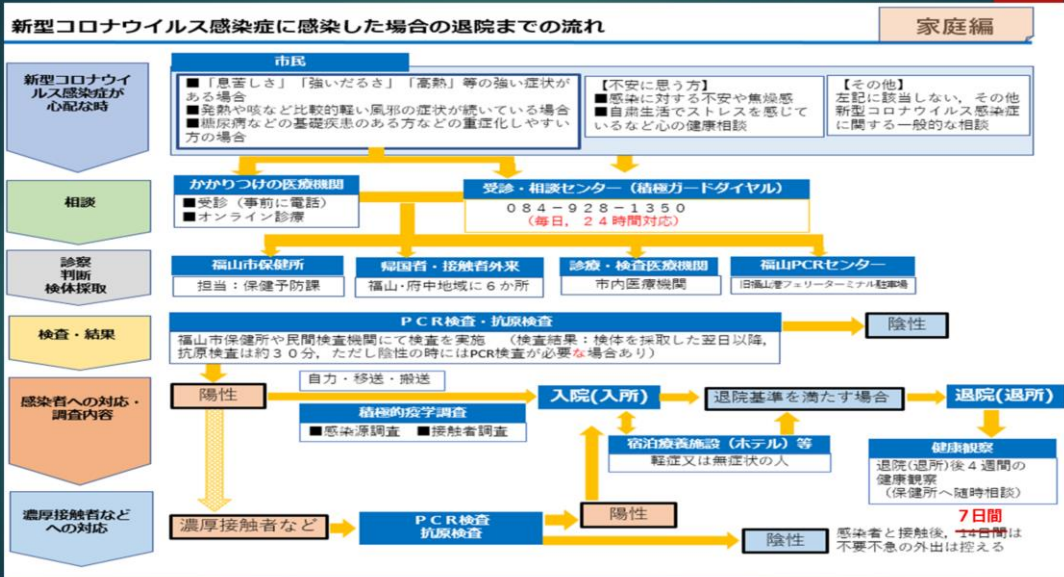 新型コロナウイルス感染症に感染した場合の退院までの流れ
家庭編
新型コロナウイ
ルス感染症が
心配な時
市民
■「息苦しさ」「強いだるさ」「高熱」等の強い症状が
ある場合
■発熱や咳など比較的軽い風邪の症状が続いている場合
■糖尿病などの基礎疾患のある方などの重症化しやすい
方の場合
【不安に思う方】
■感染に対する不安や焦燥感
■自粛生活でストレスを感じて
いるなど心の健康相談
【その他】
左記に該当しない，その他
新型コロナウイルス感染症
に関する一般的な相談
相談
かかりつけの医療機関
■受診（事前に電話）
■オンライン診療
受診・相談センター（積極ガードダイヤル）
０８４－９２８－１３５０
（毎日，２４時間対応）
診察
判断
検体採取
福山市保健所
担当：保健予防課
帰国者・接触者外来
福山・府中地域に６か所
診療・検査医療機関
市内医療機関
福山PCRセンター
旧福山港フェリーターミナル駐車場
検査・結果
ＰＣＲ検査・抗原検査
福山市保健所や民間検査機関にて検査を実施　（検査結果：検体を採取した翌日以降，
抗原検査は約３０分，ただし陰性の時にはPCR検査が必要な場合あり）
陰性
感染者への対応・
調査内容
陽性
自力・移送・搬送
積極的疫学調査
■感染源調査　■接触者調査
入院(入所)
退院基準を満たす場合
退院(退所)
宿泊療養施設（ホテル）等
軽症又は無症状の人
健康観察
退院(退所)後４週間の
健康観察
（保健所へ随時相談）
濃厚接触者など
への対応
濃厚接触者など
ＰＣＲ検査
抗原検査
陽性
陰性
７日間
感染者と接触後，14日間は
不要不急の外出は控える